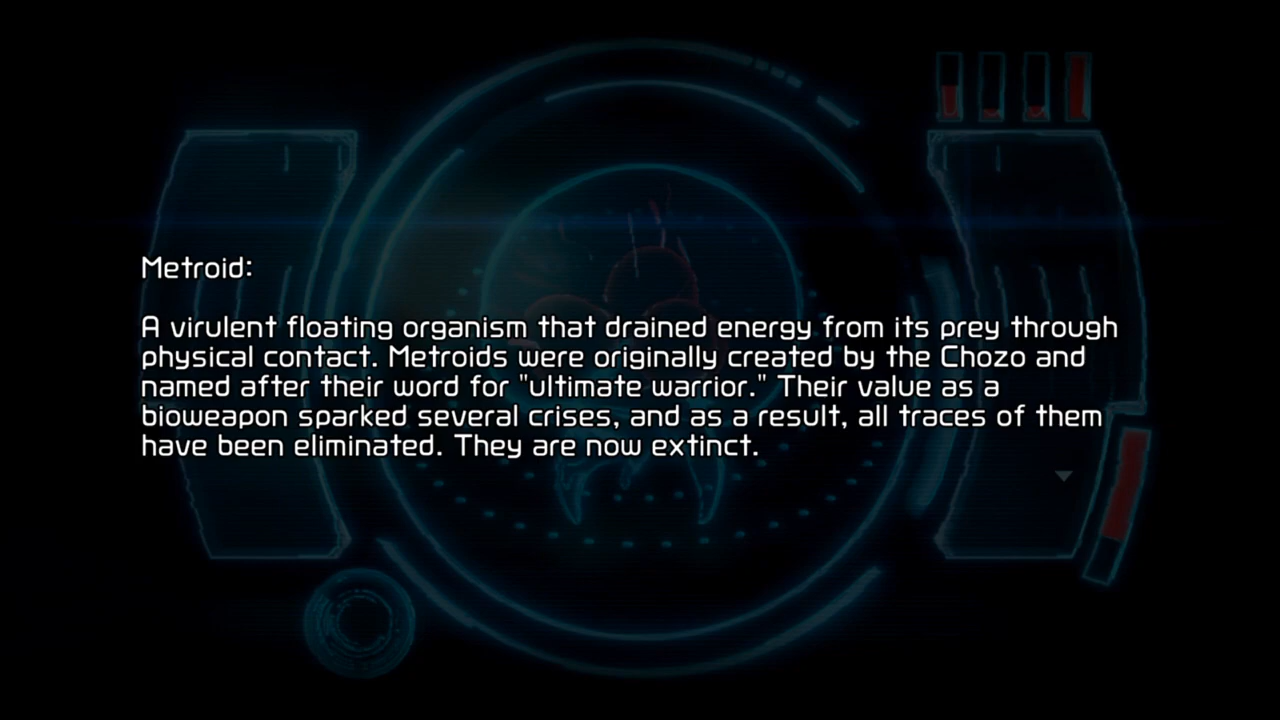 Metroid:
A virulent floating organism that drained energy from its prey through
physical contact. Metroids were originally created by the Chozo and
named after their word for "ultimate warrior." Their value as a
bioweapon sparked several crises, and as a result, all traces of them
have been eliminated. They are now extinct.